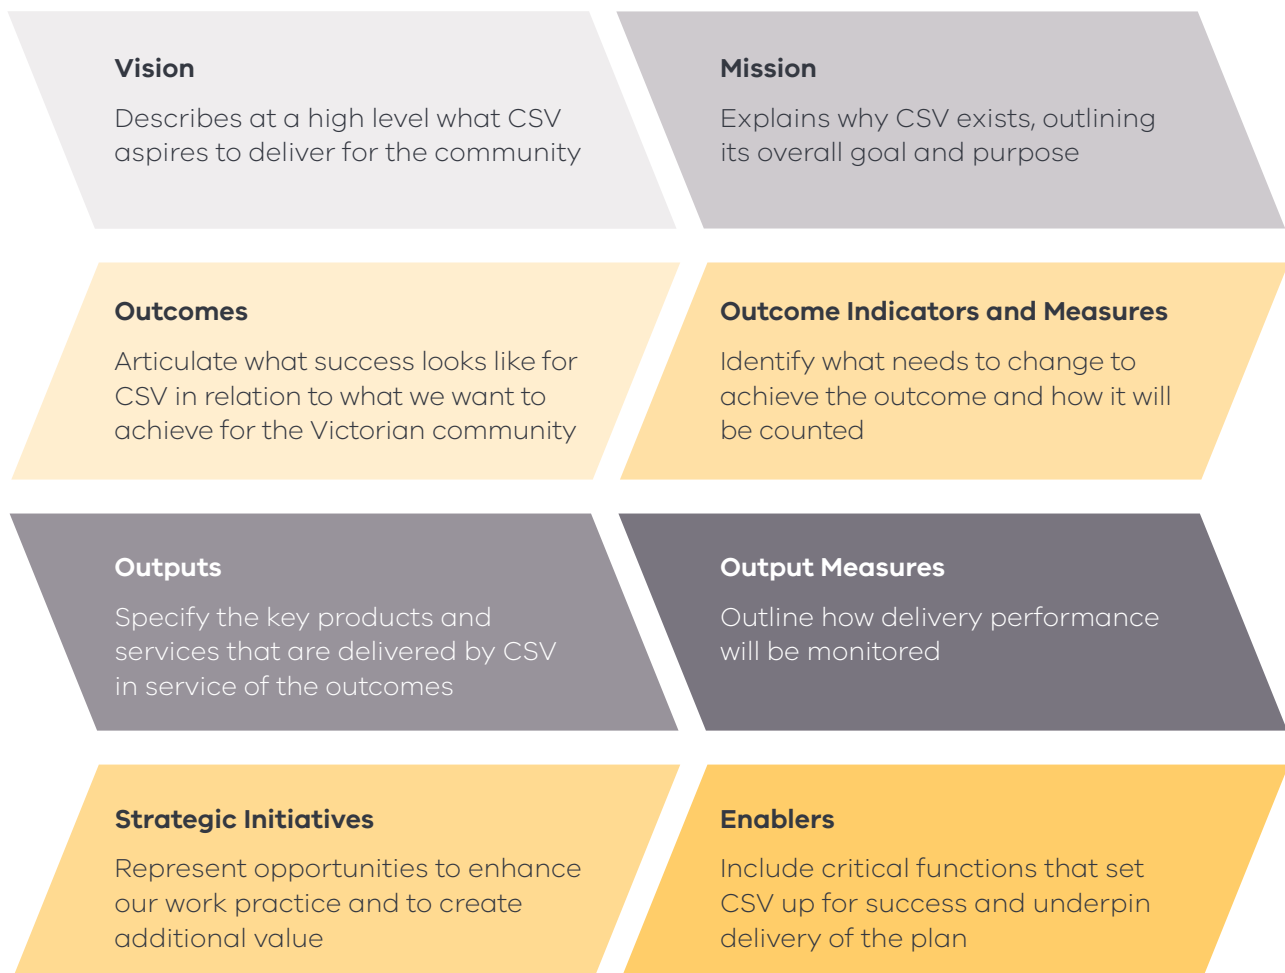 Vision
Describes at a high level what CSV
aspires to deliver for the community
Mission
Explains why CSV exists, outlining
its overall goal and purpose
Outcomes
Articulate what success looks like for
CSV in relation to what we want to
achieve for the Victorian community
Outcome Indicators and Measures
Identify what needs to change to
achieve the outcome and how it will
be counted
Outputs
Specify the key products and
services that are delivered by CSV
in service of the outcomes
Output Measures
Outline how delivery performance
will be monitored
Strategic Initiatives
Represent opportunities to enhance
our work practice and to create
additional value
Enablers
Include critical functions that set
CSV up for success and underpin
delivery of the plan